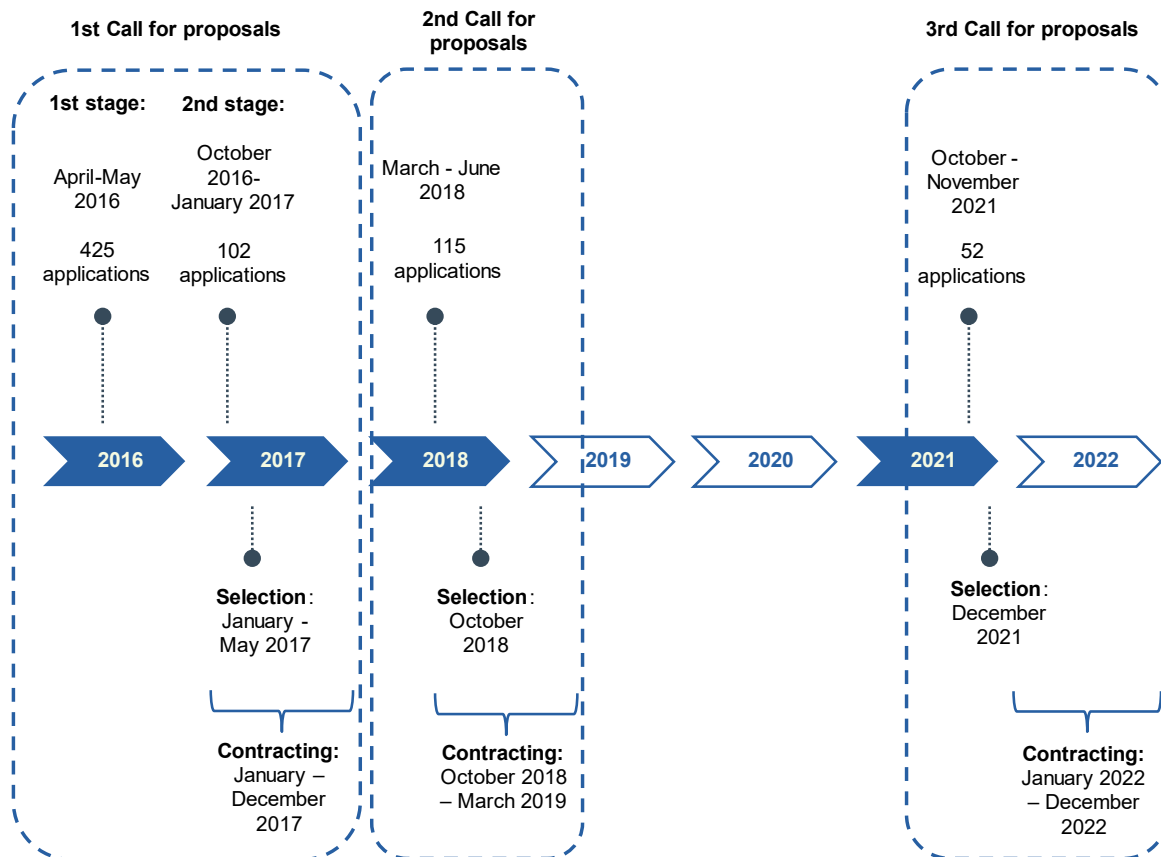 1st Call for proposals
2nd Call for
proposals
3rd Call for proposals
1st stage:
2nd stage:
April-May
2016
October
2016-
January 2017
March - June
2018
October -
November
2021
425
applications
102
applications
115
applications
52
applications
2016
2017
2018
2019
2020
2021
2022
Selection:
January -
May 2017
Selection:
October
2018
Selection:
December
2021
Contracting:
January –
December
2017
Contracting:
October 2018
– March 2019
Contracting:
January 2022
– December
2022